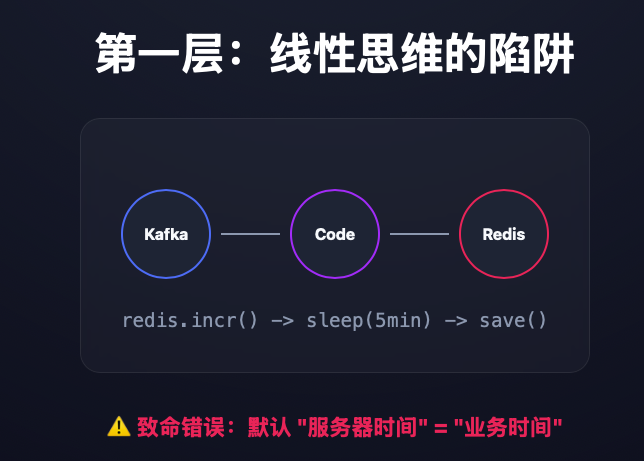 第一层：线性思维的陷阱
Kafka
Code
Redis
redis.incr() -> sleep(5min) -> save()
⚠️ 致命错误：默认 "服务器时间" = "业务时间"